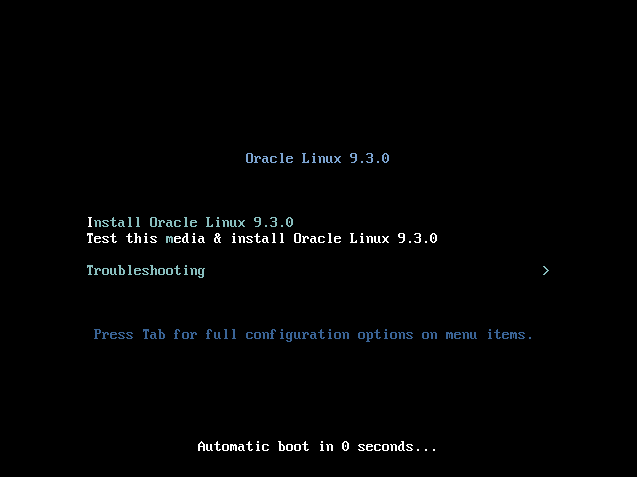 Oracle Linux 9.3.0
Install Oracle Linux 9.3.0
Test this media & install Oracle Linux 9.3.0
Troubleshooting >
Press Tab for full configuration options on menu items.
Automatic boot in 0 seconds...